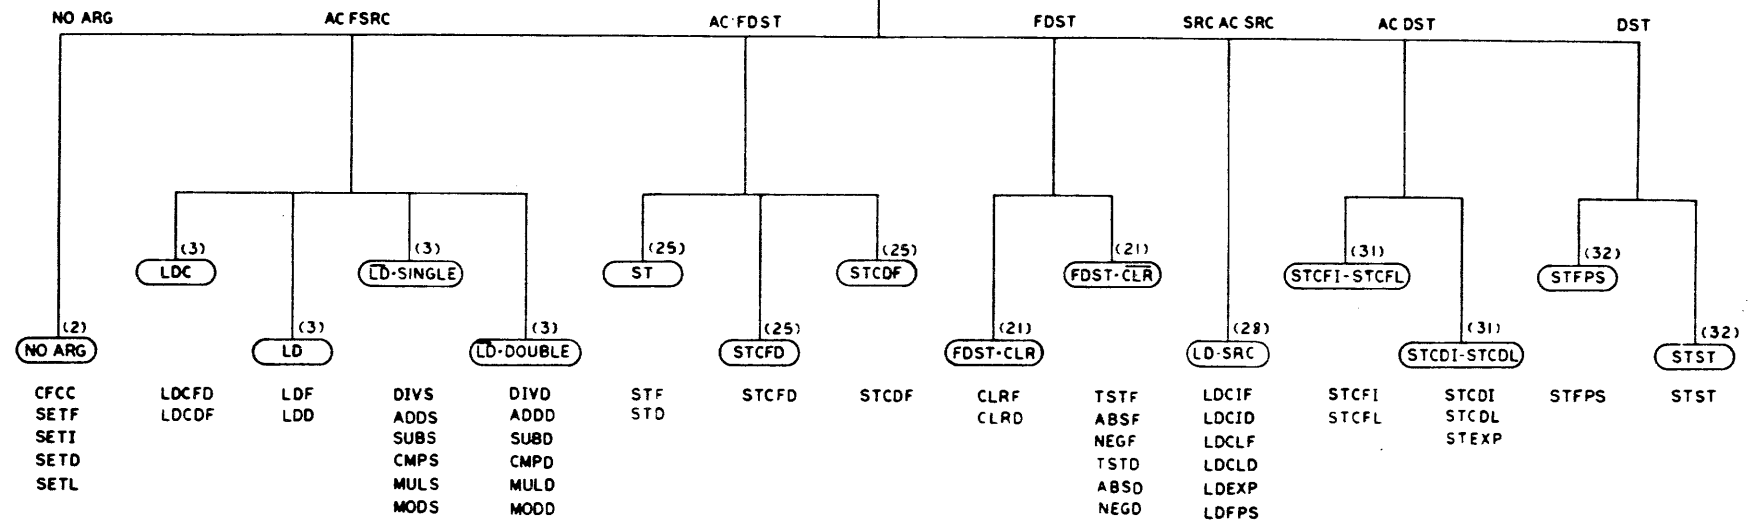 NO ARG AC FSRC AC·FDST FDST SRC AC SRC AC DST DST
(3) (3) (25) (25) (21) (31) (32)
LDC L̅D̅-SINGLE ST STCDF FDST-C̅L̅R̅ STCFI-STCFL STFPS
(2) (3) (3) (25) (21) (28) (31) (32)
NO ARG LD L̅D̅-DOUBLE STCFD FDST-CLR LD-SRC STCDI-STCDL STST
CFCC LDCFD LDF DIVS DIVD STF STCFD STCDF CLRF TSTF LDCIF STCFI STCDI STFPS STST
SETF LDCDF LDD ADDS ADDD STD CLRD ABSF LDCID STCFL STCDL
SETI SUBS SUBD NEGF LDCLF STEXP
SETD CMPS CMPD TSTD LDCLD
SETL MULS MULD ABSD LDEXP
MODS MODD NEGD LDFPS